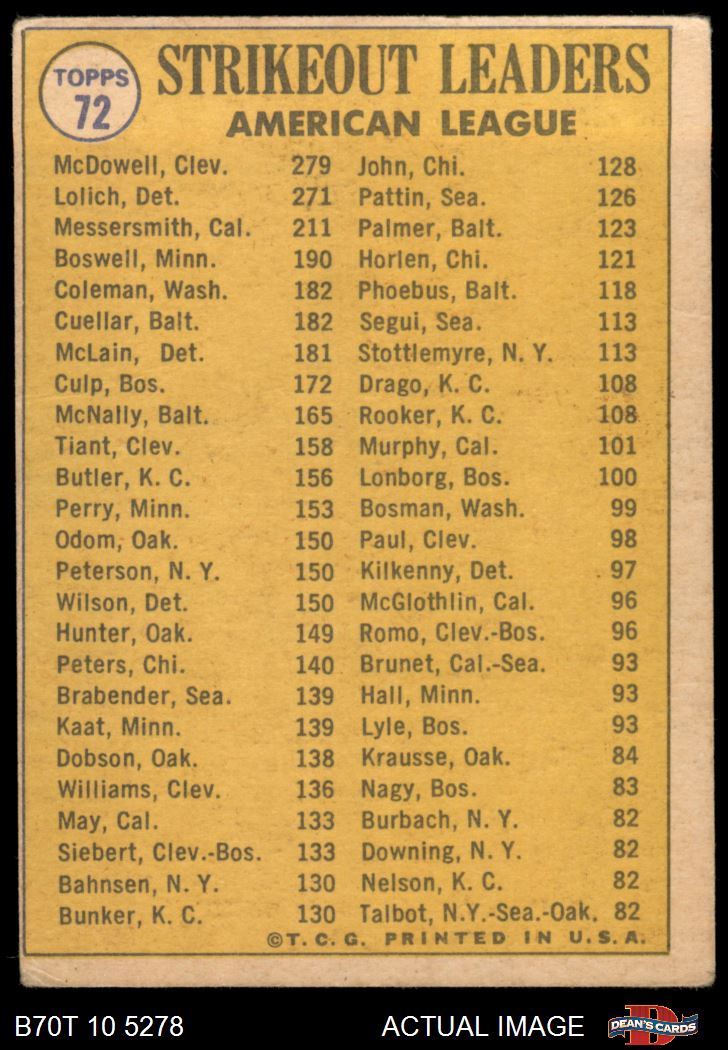 TOPPS
72
STRIKEOUT LEADERS
AMERICAN LEAGUE
McDowell, Clev. 279
Lolich, Det. 271
Messersmith, Cal. 211
Boswell, Minn. 190
Coleman, Wash. 182
Cuellar, Balt. 182
McLain, Det. 181
Culp, Bos. 172
McNally, Balt. 165
Tiant, Clev. 158
Butler, K. C. 156
Perry, Minn. 153
Odom, Oak. 150
Peterson, N. Y. 150
Wilson, Det. 150
Hunter, Oak. 149
Peters, Chi. 140
Brabender, Sea. 139
Kaat, Minn. 139
Dobson, Oak. 138
Williams, Clev. 136
May, Cal. 133
Siebert, Clev.-Bos. 133
Bahnsen, N. Y. 130
Bunker, K. C. 130
John, Chi. 128
Pattin, Sea. 126
Palmer, Balt. 123
Horlen, Chi. 121
Phoebus, Balt. 118
Segui, Sea. 113
Stottlemyre, N. Y. 113
Drago, K. C. 108
Rooker, K. C. 108
Murphy, Cal. 101
Lonborg, Bos. 100
Bosman, Wash. 99
Paul, Clev. 98
Kilkenny, Det. 97
McGlothlin, Cal. 96
Romo, Clev.-Bos. 96
Brunet, Cal.-Sea. 93
Hall, Minn. 93
Lyle, Bos. 93
Krausse, Oak. 84
Nagy, Bos. 83
Burbach, N. Y. 82
Downing, N. Y. 82
Nelson, K. C. 82
Talbot, N.Y.-Sea.-Oak. 82
©T. C. G. PRINTED IN U. S. A.
B70T 10 5278 ACTUAL IMAGE
D
DEAN'S CARDS